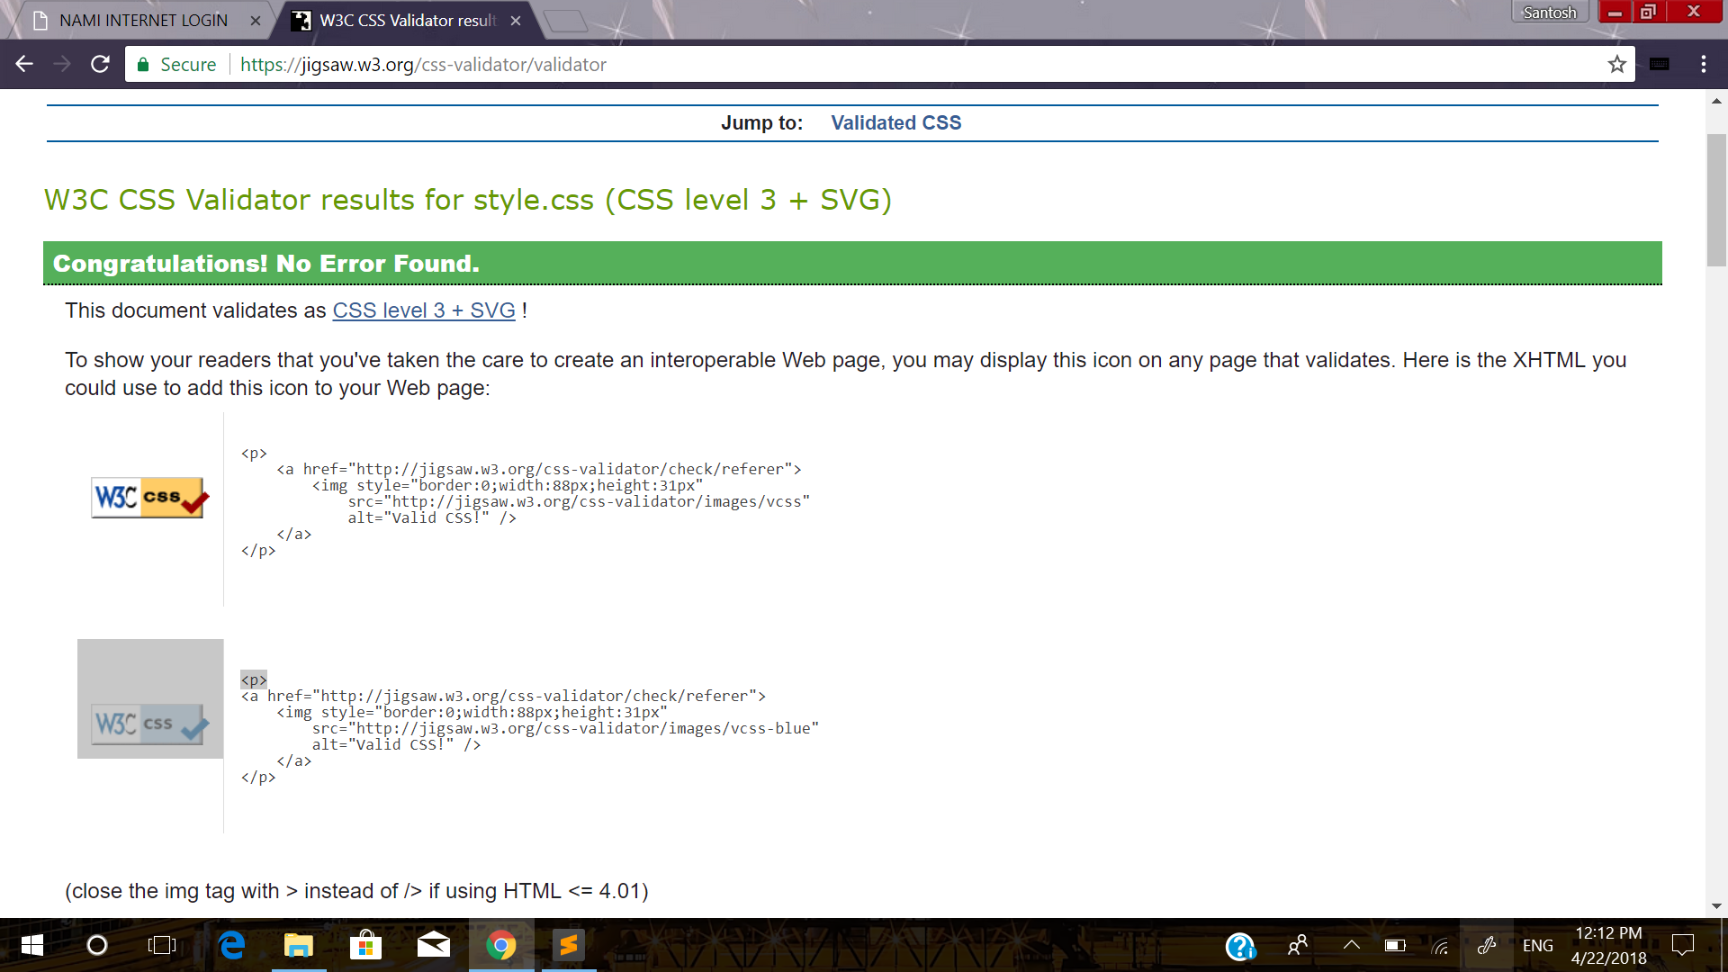 NAMI INTERNET LOGIN
W3C CSS Validator result
Santosh
Secure
https://jigsaw.w3.org/css-validator/validator
Jump to: Validated CSS
W3C CSS Validator results for style.css (CSS level 3 + SVG)
Congratulations! No Error Found.
This document validates as CSS level 3 + SVG !
To show your readers that you've taken the care to create an interoperable Web page, you may display this icon on any page that validates. Here is the XHTML you
could use to add this icon to your Web page:
W3C css
<p>
<a href="http://jigsaw.w3.org/css-validator/check/referer">
<img style="border:0;width:88px;height:31px"
src="http://jigsaw.w3.org/css-validator/images/vcss"
alt="Valid CSS!" />
</a>
</p>
W3C css
<p>
<a href="http://jigsaw.w3.org/css-validator/check/referer">
<img style="border:0;width:88px;height:31px"
src="http://jigsaw.w3.org/css-validator/images/vcss-blue"
alt="Valid CSS!" />
</a>
</p>
(close the img tag with > instead of /> if using HTML <= 4.01)
ENG
12:12 PM
4/22/2018